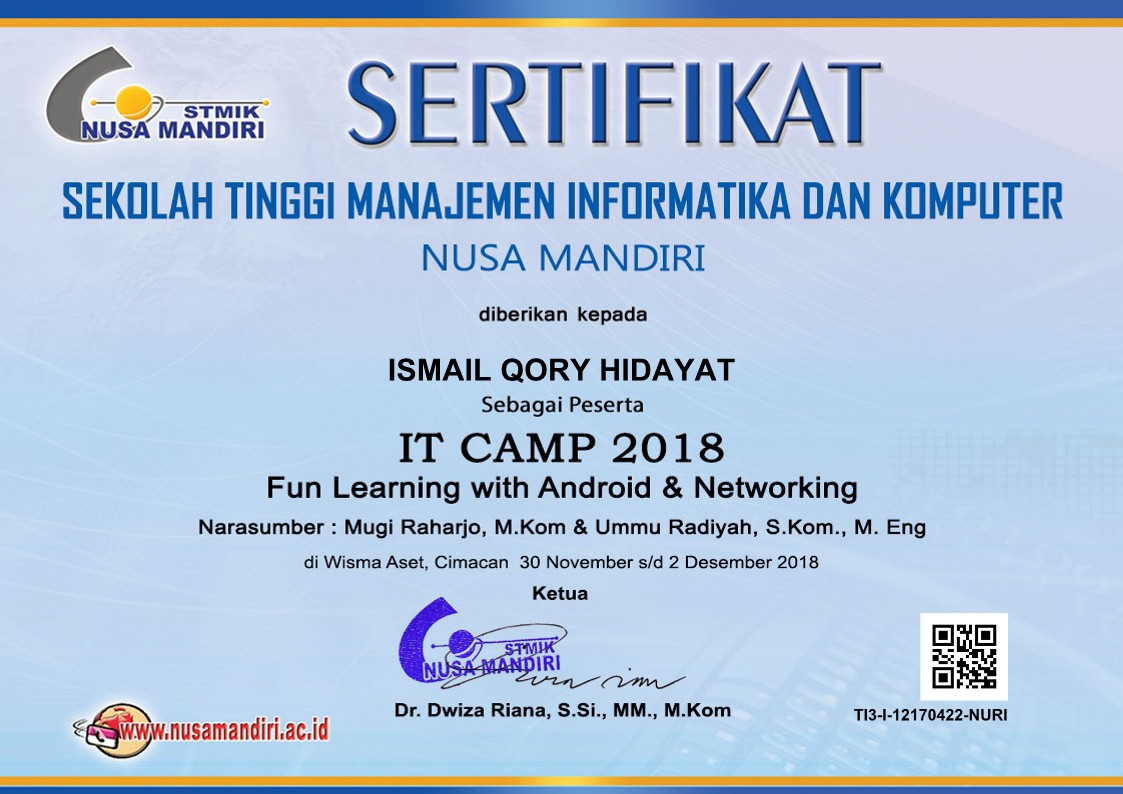 STMIK
NUSA MANDIRI
SERTIFIKAT
SEKOLAH TINGGI MANAJEMEN INFORMATIKA DAN KOMPUTER
NUSA MANDIRI
diberikan kepada
ISMAIL QORY HIDAYAT
Sebagai Peserta
IT CAMP 2018
Fun Learning with Android & Networking
Narasumber : Mugi Raharjo, M.Kom & Ummu Radiyah, S.Kom., M. Eng
di Wisma Aset, Cimacan 30 November s/d 2 Desember 2018
Ketua
STMIK
NUSA MANDIRI
Dr. Dwiza Riana, S.Si., MM., M.Kom
TI3-I-12170422-NURI
www.nusamandiri.ac.id